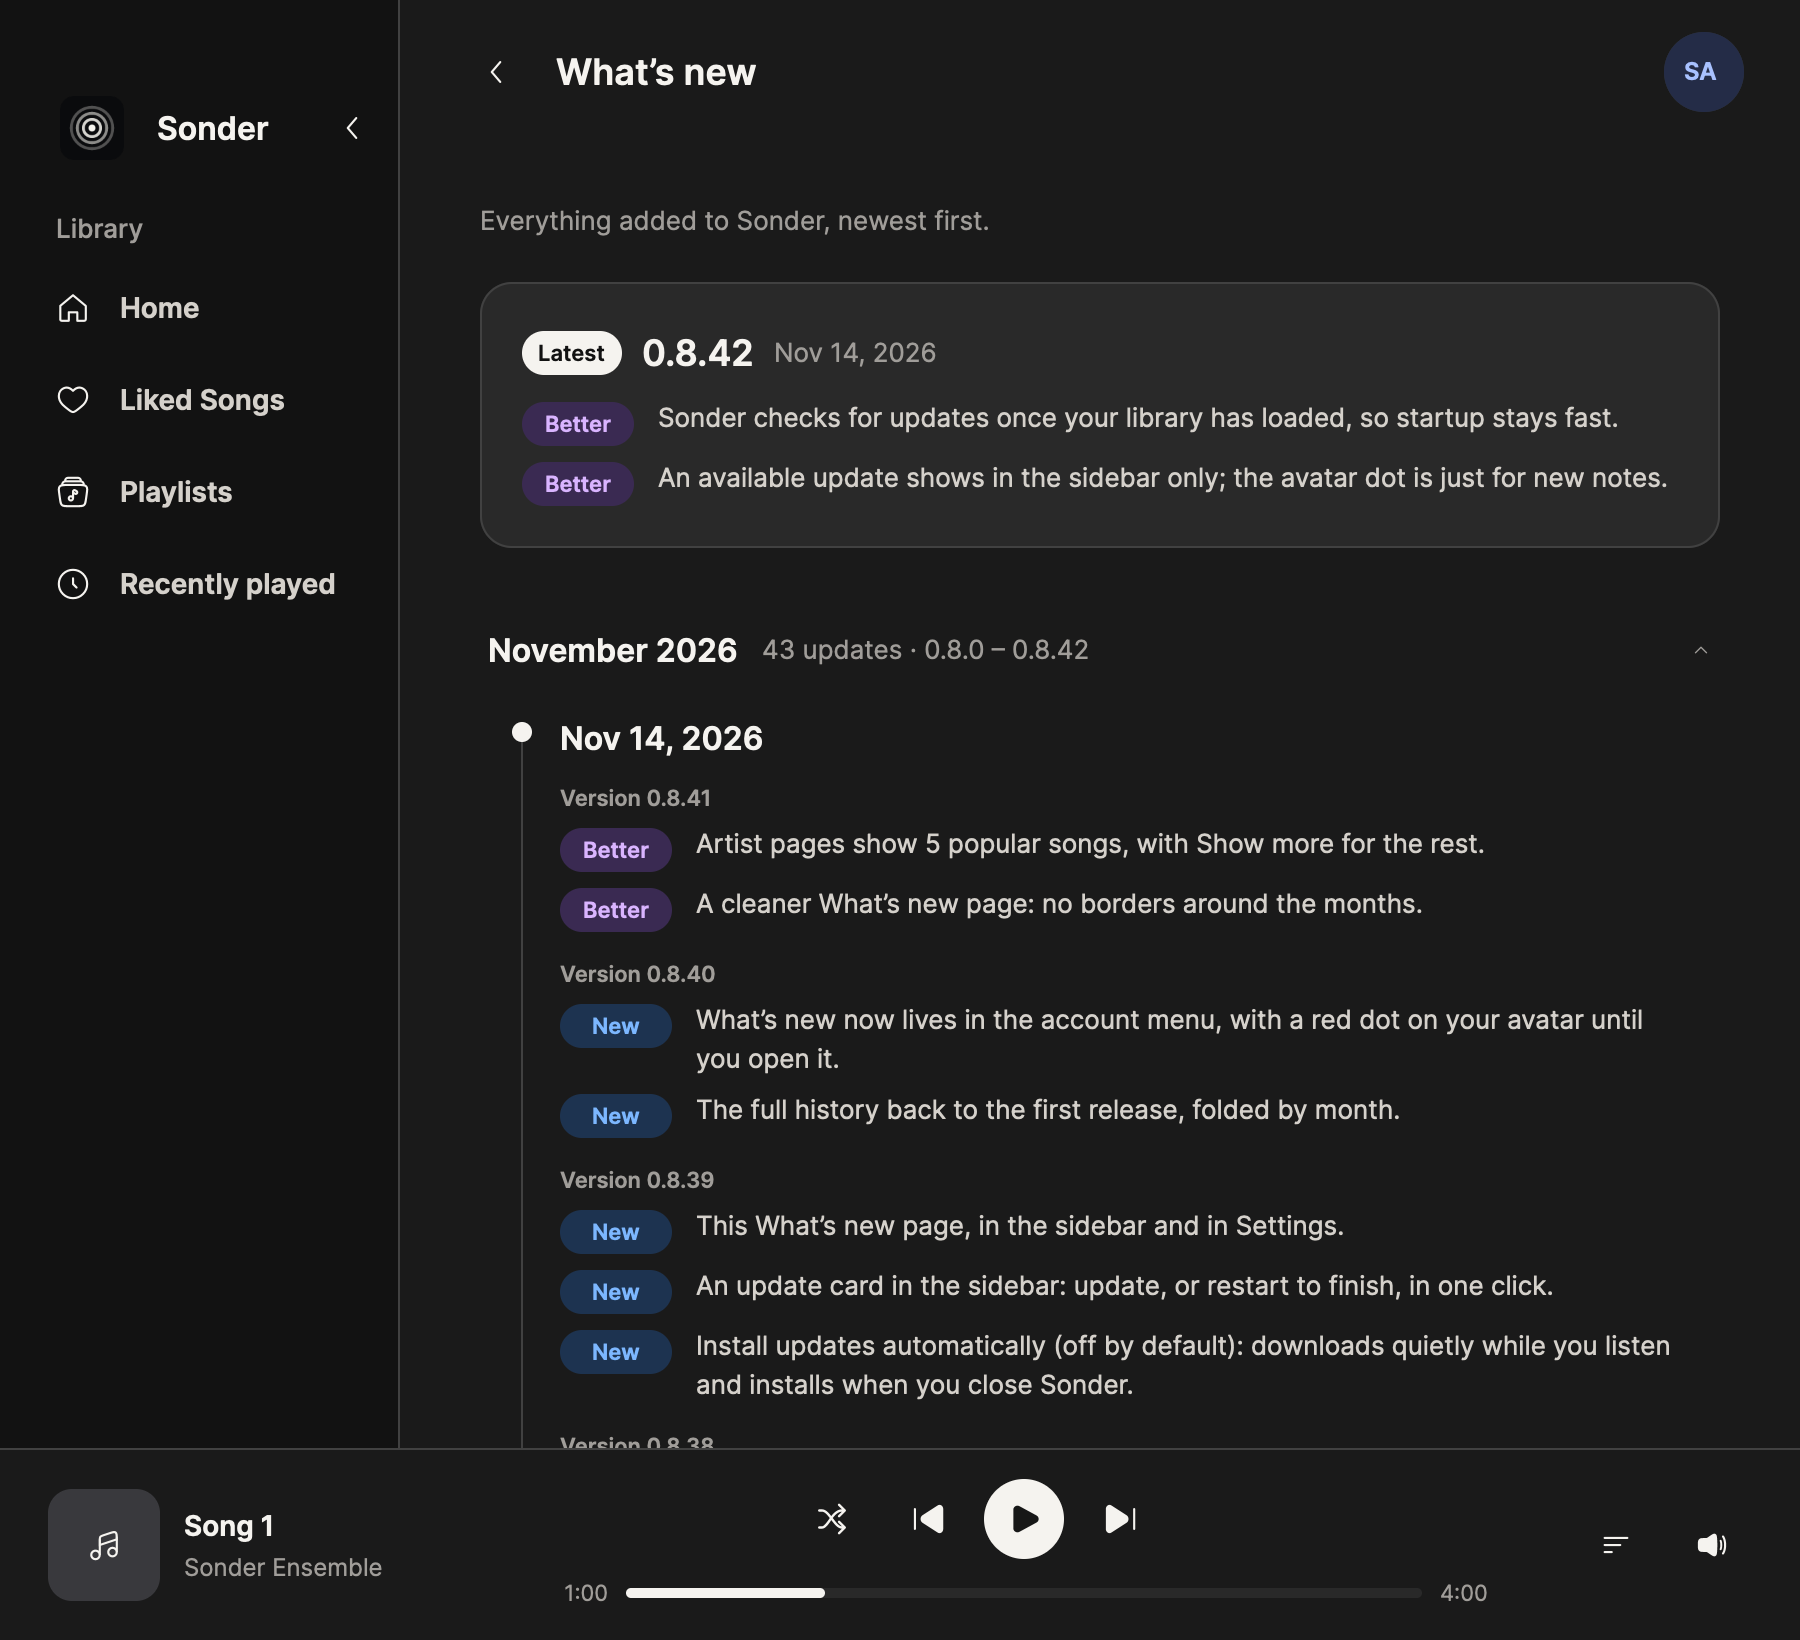 Sonder
Library
Home
Liked Songs
Playlists
Recently played
What’s new
SA
Everything added to Sonder, newest first.
Latest 0.8.42 Nov 14, 2026
Better Sonder checks for updates once your library has loaded, so startup stays fast.
Better An available update shows in the sidebar only; the avatar dot is just for new notes.
November 2026 43 updates · 0.8.0 – 0.8.42
Nov 14, 2026
Version 0.8.41
Better Artist pages show 5 popular songs, with Show more for the rest.
Better A cleaner What’s new page: no borders around the months.
Version 0.8.40
New What’s new now lives in the account menu, with a red dot on your avatar until
you open it.
New The full history back to the first release, folded by month.
Version 0.8.39
New This What’s new page, in the sidebar and in Settings.
New An update card in the sidebar: update, or restart to finish, in one click.
New Install updates automatically (off by default): downloads quietly while you listen
and installs when you close Sonder.
Version 0.8.38
Song 1
Sonder Ensemble
1:00
4:00